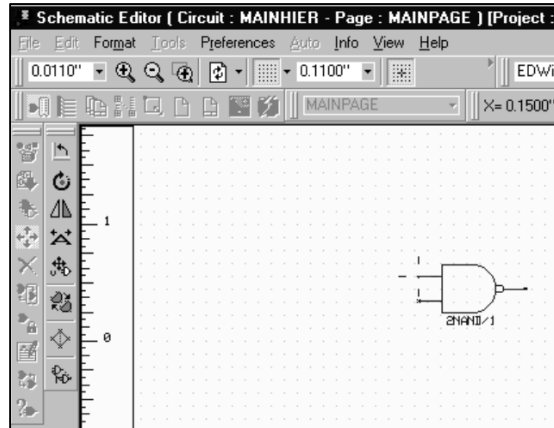 Schematic Editor ( Circuit : MAINHIER - Page : MAINPAGE ) [Project :
File Edit Format Tools Preferences Auto Info View Help
0.0110" 0.1100" EDWi
MAINPAGE X= 0.1500"
1
0
2NAND/1